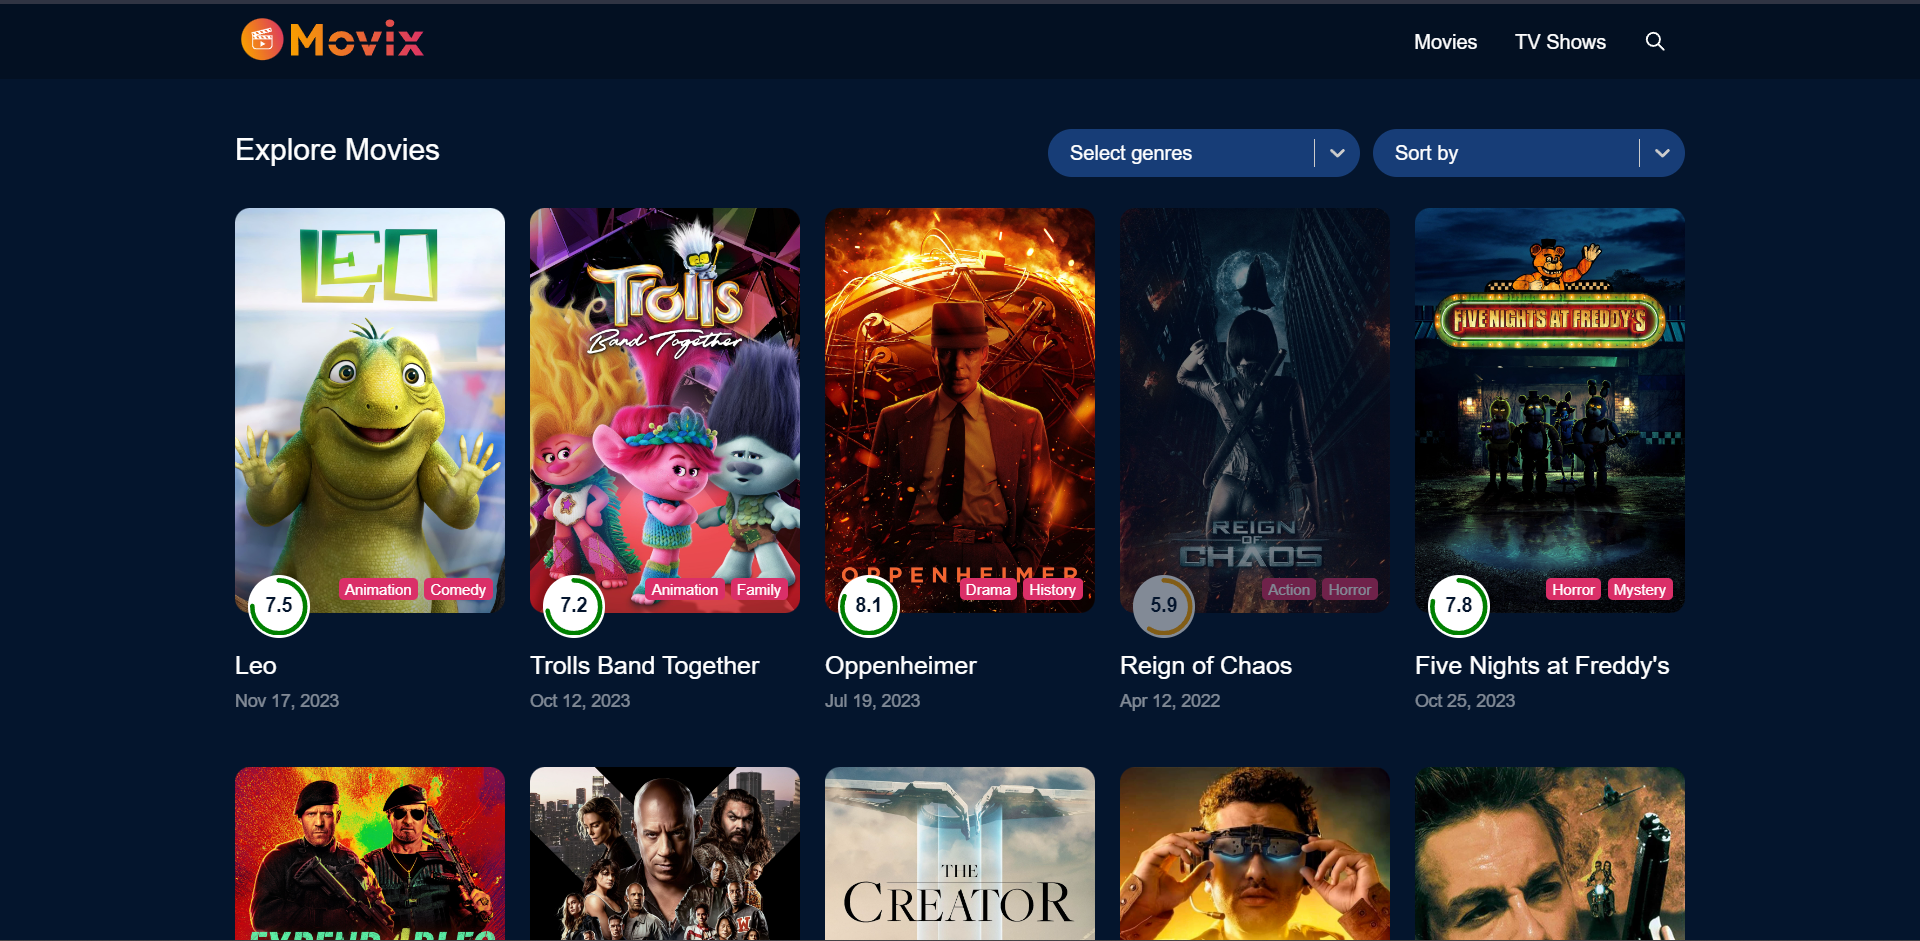 Movix
Movies
TV Shows
Explore Movies
Select genres
Sort by
LEO
7.5
Animation
Comedy
Leo
Nov 17, 2023
Trolls
Band Together
7.2
Animation
Family
Trolls Band Together
Oct 12, 2023
OPPENHEIMER
8.1
Drama
History
Oppenheimer
Jul 19, 2023
REIGN
OF
CHAOS
5.9
Action
Horror
Reign of Chaos
Apr 12, 2022
FIVE NIGHTS AT FREDDY'S
7.8
Horror
Mystery
Five Nights at Freddy's
Oct 25, 2023
EXPEND4BLES
THE
CREATOR